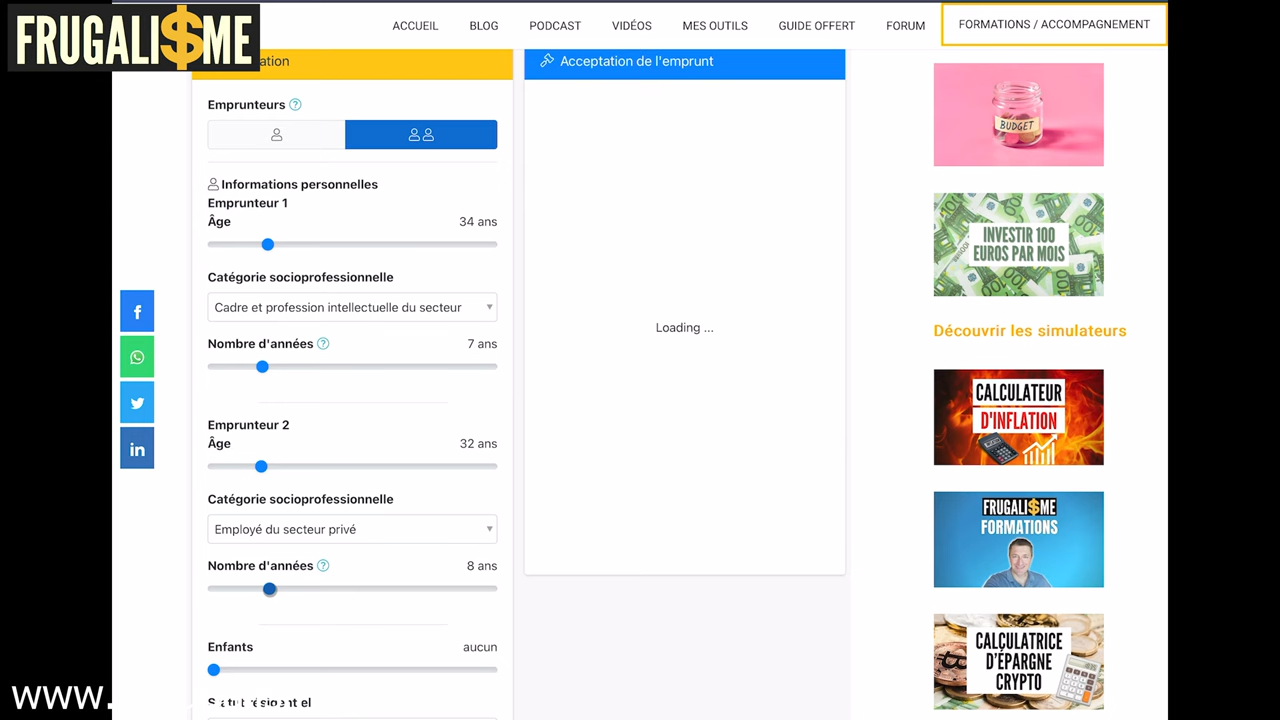 FRUGALI$ME
ACCUEIL
BLOG
PODCAST
VIDÉOS
MES OUTILS
GUIDE OFFERT
FORUM
FORMATIONS / ACCOMPAGNEMENT
Acceptation de l'emprunt
Emprunteurs
Informations personnelles
Emprunteur 1
Âge
34 ans
Catégorie socioprofessionnelle
Cadre et profession intellectuelle du secteur
Nombre d'années
7 ans
Emprunteur 2
Âge
32 ans
Catégorie socioprofessionnelle
Employé du secteur privé
Nombre d'années
8 ans
Enfants
aucun
Statut résidentiel
Loading ...
BUDGET
INVESTIR 100
EUROS PAR MOIS
Découvrir les simulateurs
CALCULATEUR
D'INFLATION
FRUGALI$ME
FORMATIONS
CALCULATRICE
D'ÉPARGNE
CRYPTO
www.